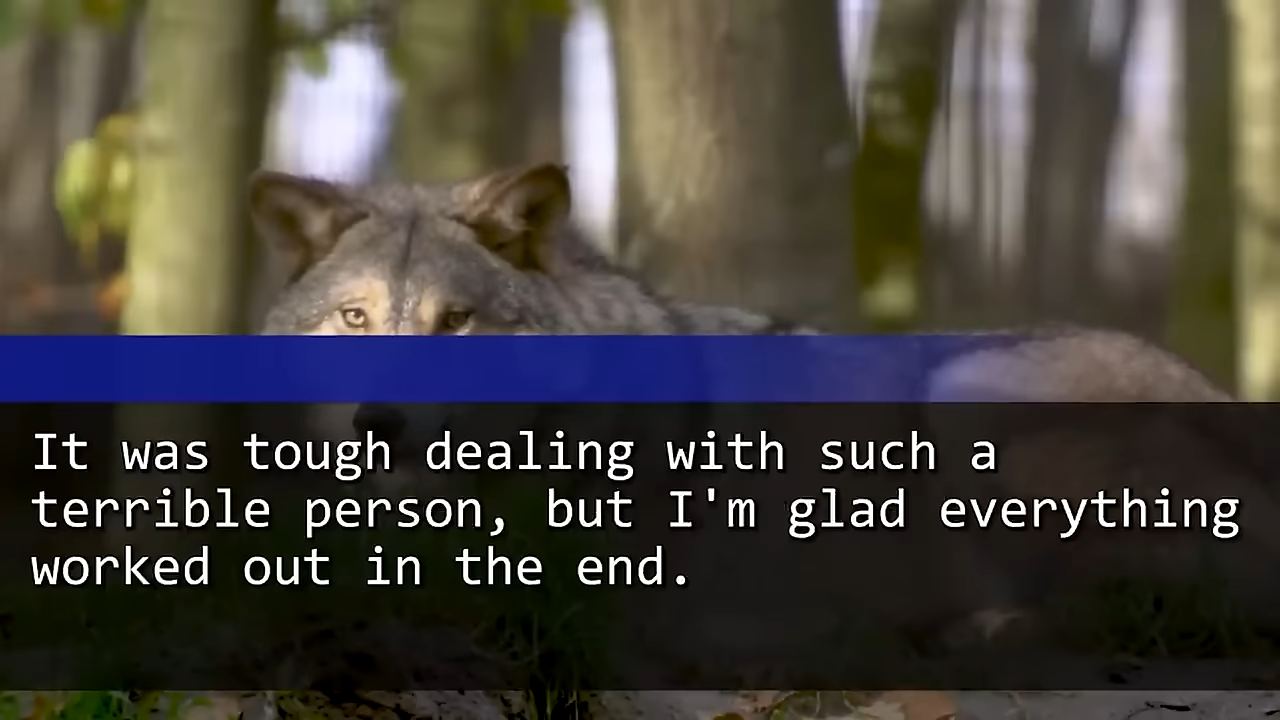 It was tough dealing with such a
terrible person, but I'm glad everything
worked out in the end.